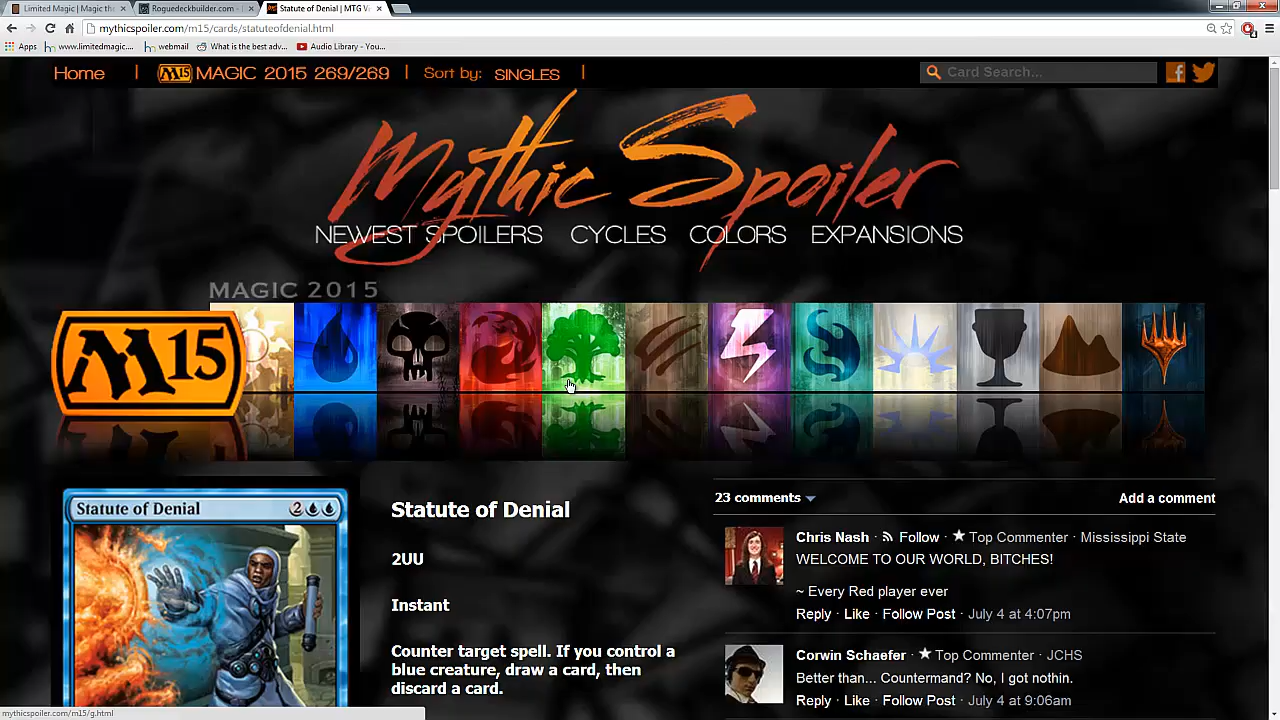 Limited Magic | Magic th
Roguedeckbuilder.com -
Statute of Denial | MTG V
mythicspoiler.com/m15/cards/statuteofdenial.html
Apps
www.limitedmagic....
webmail
What is the best adv...
Audio Library - You...
Home | M15 MAGIC 2015 269/269 | Sort by: SINGLES |
Card Search...
Mythic Spoiler
NEWEST SPOILERS CYCLES COLORS EXPANSIONS
MAGIC 2015
M15
Statute of Denial 2
Statute of Denial
2UU
Instant
Counter target spell. If you control a
blue creature, draw a card, then
discard a card.
23 comments
Add a comment
Chris Nash · Follow · Top Commenter · Mississippi State
WELCOME TO OUR WORLD, BITCHES!
~ Every Red player ever
Reply · Like · Follow Post · July 4 at 4:07pm
Corwin Schaefer · Top Commenter · JCHS
Better than... Countermand? No, I got nothin.
Reply · Like · Follow Post · July 4 at 9:06am
mythicspoiler.com/m15/g.html